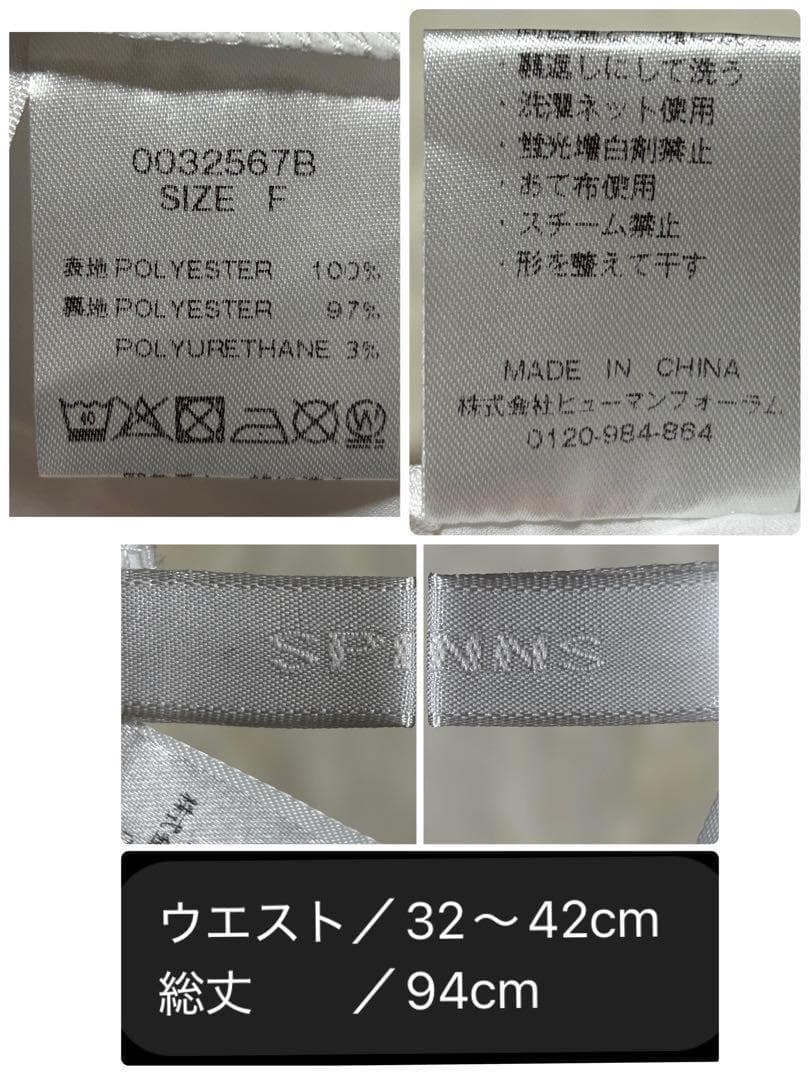 0032567B
SIZE F
表地 POLYESTER 100%
裏地 POLYESTER 97%
POLYURETHANE 3%
40
W
・裏返しにして洗う
・洗濯ネット使用
・蛍光増白剤禁止
・あて布使用
・スチーム禁止
・形を整えて干す
MADE IN CHINA
株式会社ヒューマンフォーラム
0120-984-864
SPINNS
株式会
ウエスト／32〜42cm
総丈　　／94cm